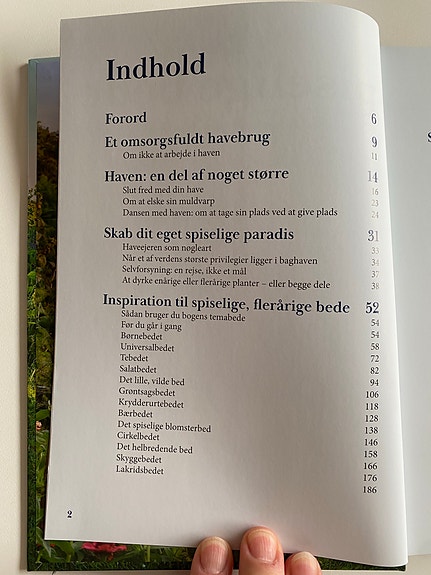 Indhold
Forord 6
Et omsorgsfuldt havebrug 9
Om ikke at arbejde i haven 11
Haven: en del af noget større 14
Slut fred med din have 16
Om at elske sin muldvarp 23
Dansen med haven: om at tage sin plads ved at give plads 24
Skab dit eget spiselige paradis 31
Haveejeren som nøgleart 33
Når et af verdens største privilegier ligger i baghaven 34
Selvforsyning: en rejse, ikke et mål 37
At dyrke enårige eller flerårige planter – eller begge dele 38
Inspiration til spiselige, flerårige bede 52
Sådan bruger du bogens temabede 54
Før du går i gang 54
Børnebedet 58
Universalbedet 72
Tebedet 82
Salatbedet 94
Det lille, vilde bed 106
Grøntsagsbedet 118
Krydderurtebedet 128
Bærbedet 138
Det spiselige blomsterbed 146
Cirkelbedet 158
Det helbredende bed 166
Skyggebedet 176
Lakridsbedet 186
2